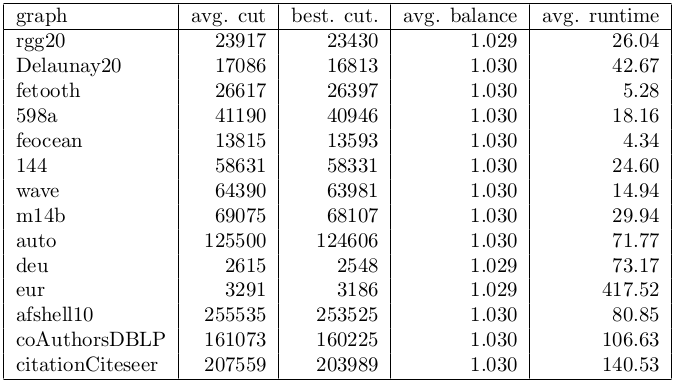 graph avg. cut best. cut. avg. balance avg. runtime
rgg20 23917 23430 1.029 26.04
Delaunay20 17086 16813 1.030 42.67
fetooth 26617 26397 1.030 5.28
598a 41190 40946 1.030 18.16
feocean 13815 13593 1.030 4.34
144 58631 58331 1.030 24.60
wave 64390 63981 1.030 14.94
m14b 69075 68107 1.030 29.94
auto 125500 124606 1.030 71.77
deu 2615 2548 1.029 73.17
eur 3291 3186 1.029 417.52
afshell10 255535 253525 1.030 80.85
coAuthorsDBLP 161073 160225 1.030 106.63
citationCiteseer 207559 203989 1.030 140.53